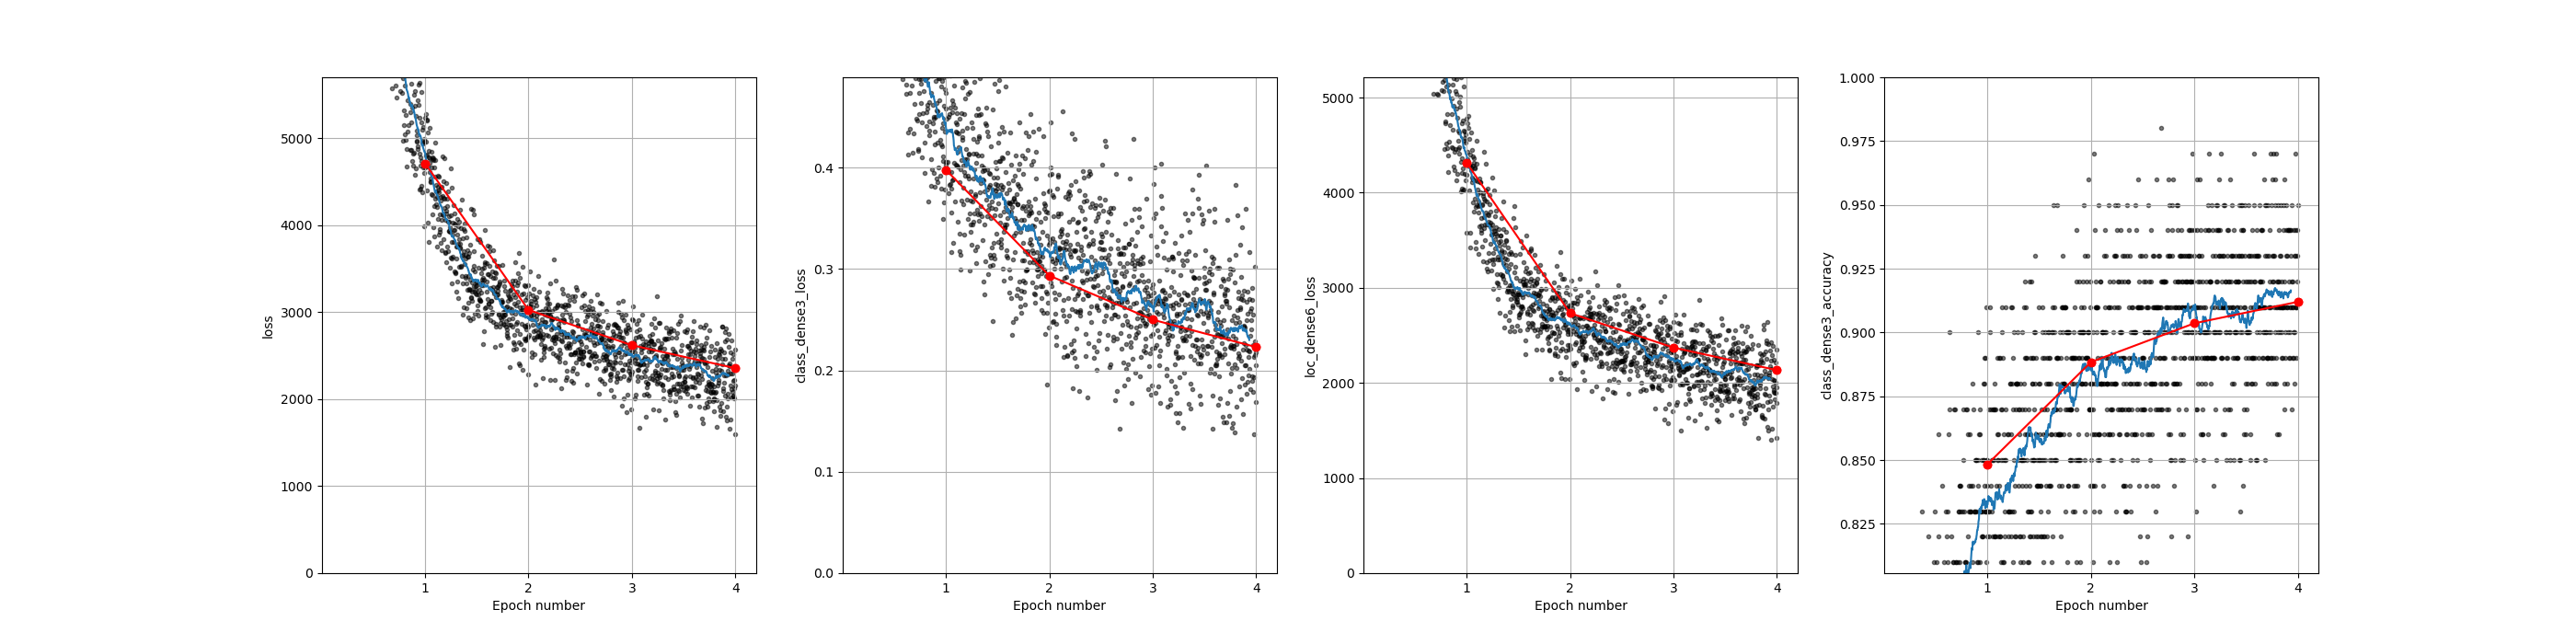 loss
5000
4000
3000
2000
1000
0
1 2 3 4
Epoch number
class_dense3_loss
0.4
0.3
0.2
0.1
0.0
1 2 3 4
Epoch number
loc_dense6_loss
5000
4000
3000
2000
1000
0
1 2 3 4
Epoch number
class_dense3_accuracy
1.000
0.975
0.950
0.925
0.900
0.875
0.850
0.825
1 2 3 4
Epoch number